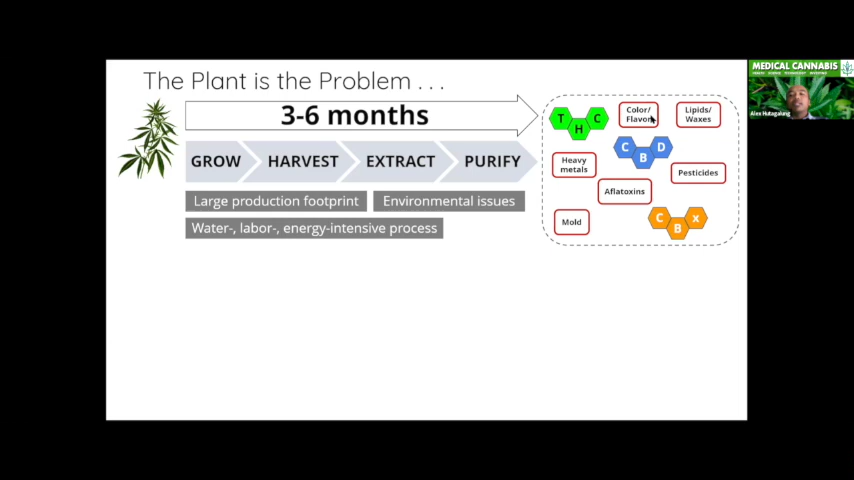 The Plant is the Problem . . .
3-6 months
GROW
HARVEST
EXTRACT
PURIFY
Large production footprint
Environmental issues
Water-, labor-, energy-intensive process
T H C
Color/
Flavor
Lipids/
Waxes
C B D
Heavy
metals
Pesticides
Aflatoxins
Mold
C B x
MEDICAL CANNABIS
Alex Hutagalung